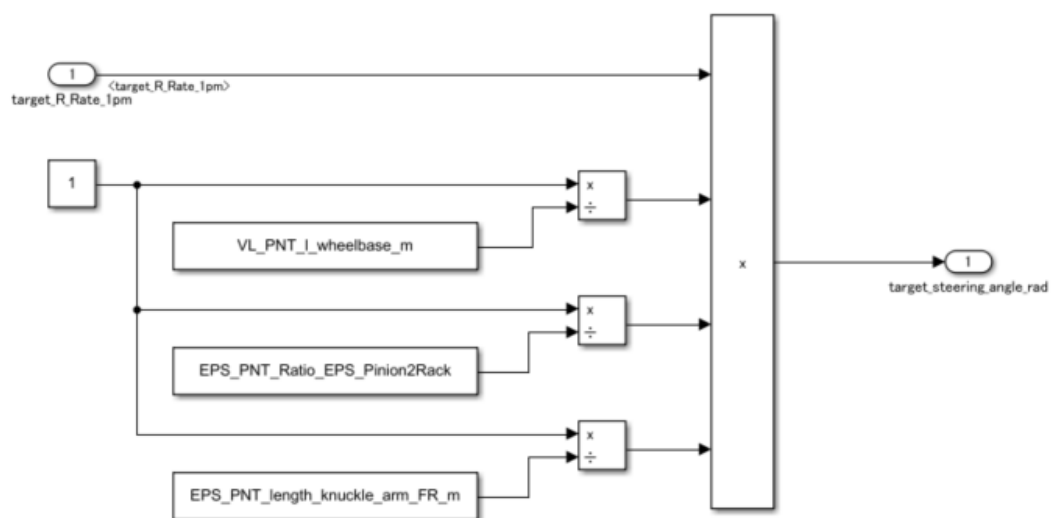 1
<target_R_Rate_1pm>
target_R_Rate_1pm
1
x
÷
VL_PNT_l_wheelbase_m
x
1
target_steering_angle_rad
x
÷
EPS_PNT_Ratio_EPS_Pinion2Rack
x
÷
EPS_PNT_length_knuckle_arm_FR_m